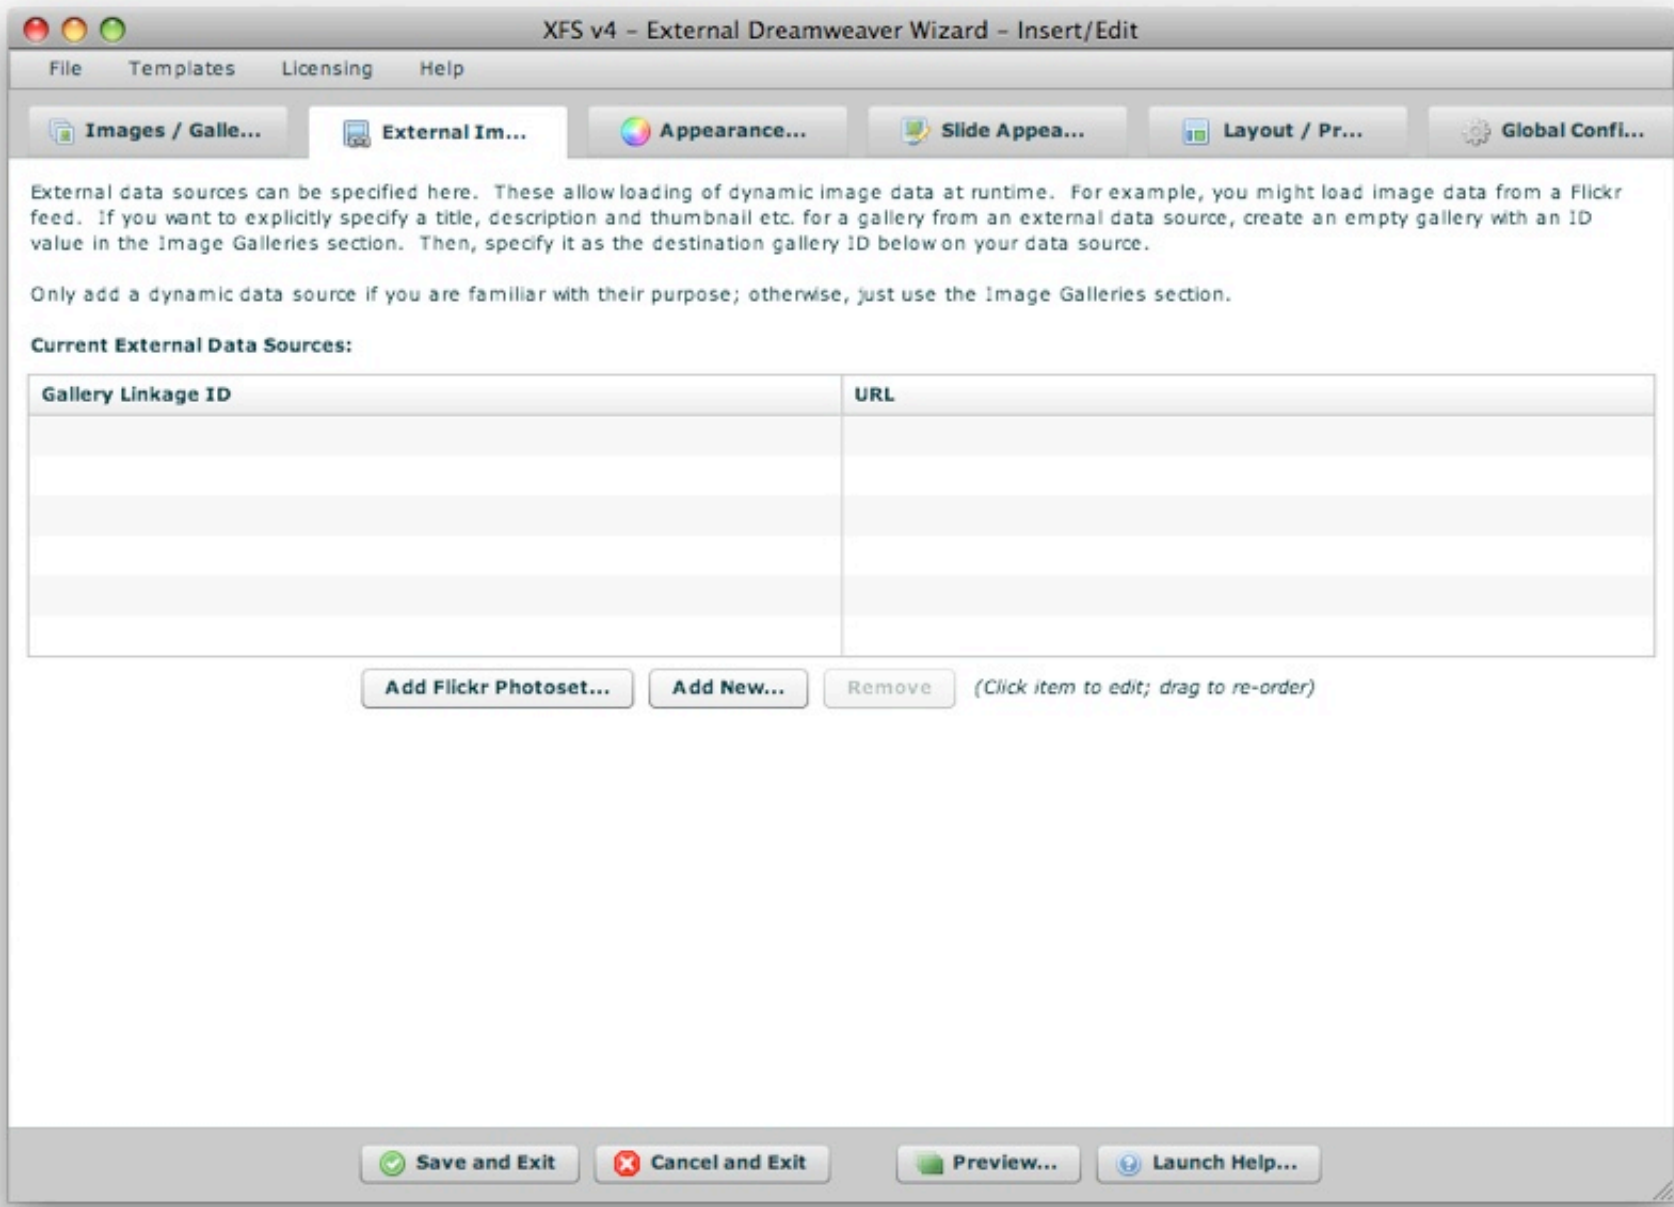 XFS v4 – External Dreamweaver Wizard – Insert/Edit
File Templates Licensing Help
Images / Galle... External Im... Appearance... Slide Appea... Layout / Pr... Global Confi...
External data sources can be specified here. These allow loading of dynamic image data at runtime. For example, you might load image data from a Flickr
feed. If you want to explicitly specify a title, description and thumbnail etc. for a gallery from an external data source, create an empty gallery with an ID
value in the Image Galleries section. Then, specify it as the destination gallery ID below on your data source.
Only add a dynamic data source if you are familiar with their purpose; otherwise, just use the Image Galleries section.
Current External Data Sources:
Gallery Linkage ID URL
Add Flickr Photoset... Add New... Remove (Click item to edit; drag to re-order)
Save and Exit Cancel and Exit Preview... Launch Help...